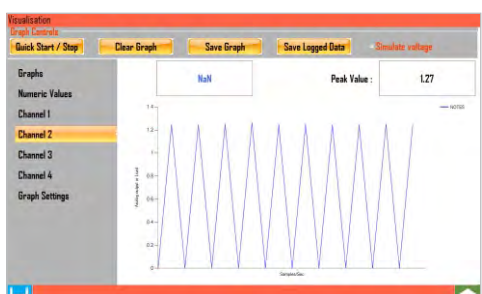 Visualisation
Graph Controls
Quick Start / Stop
Clear Graph
Save Graph
Save Logged Data
Simulate voltage
Graphs
Numeric Values
Channel 1
Channel 2
Channel 3
Channel 4
Graph Settings
NaN
Peak Value :
1.27
1.4
1.2
1
0.8
0.6
0.4
0.2
0
Samples/Sec